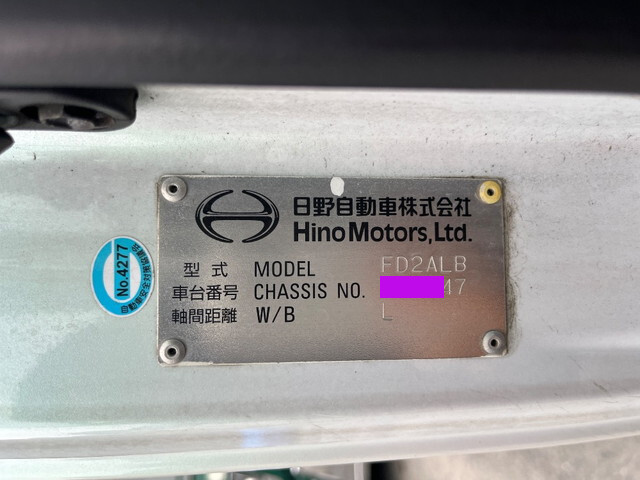 日野自動車株式会社
Hino Motors, Ltd.
型式 MODEL FD2ALB
車台番号 CHASSIS NO. 47
軸間距離 W/B L
No.4277